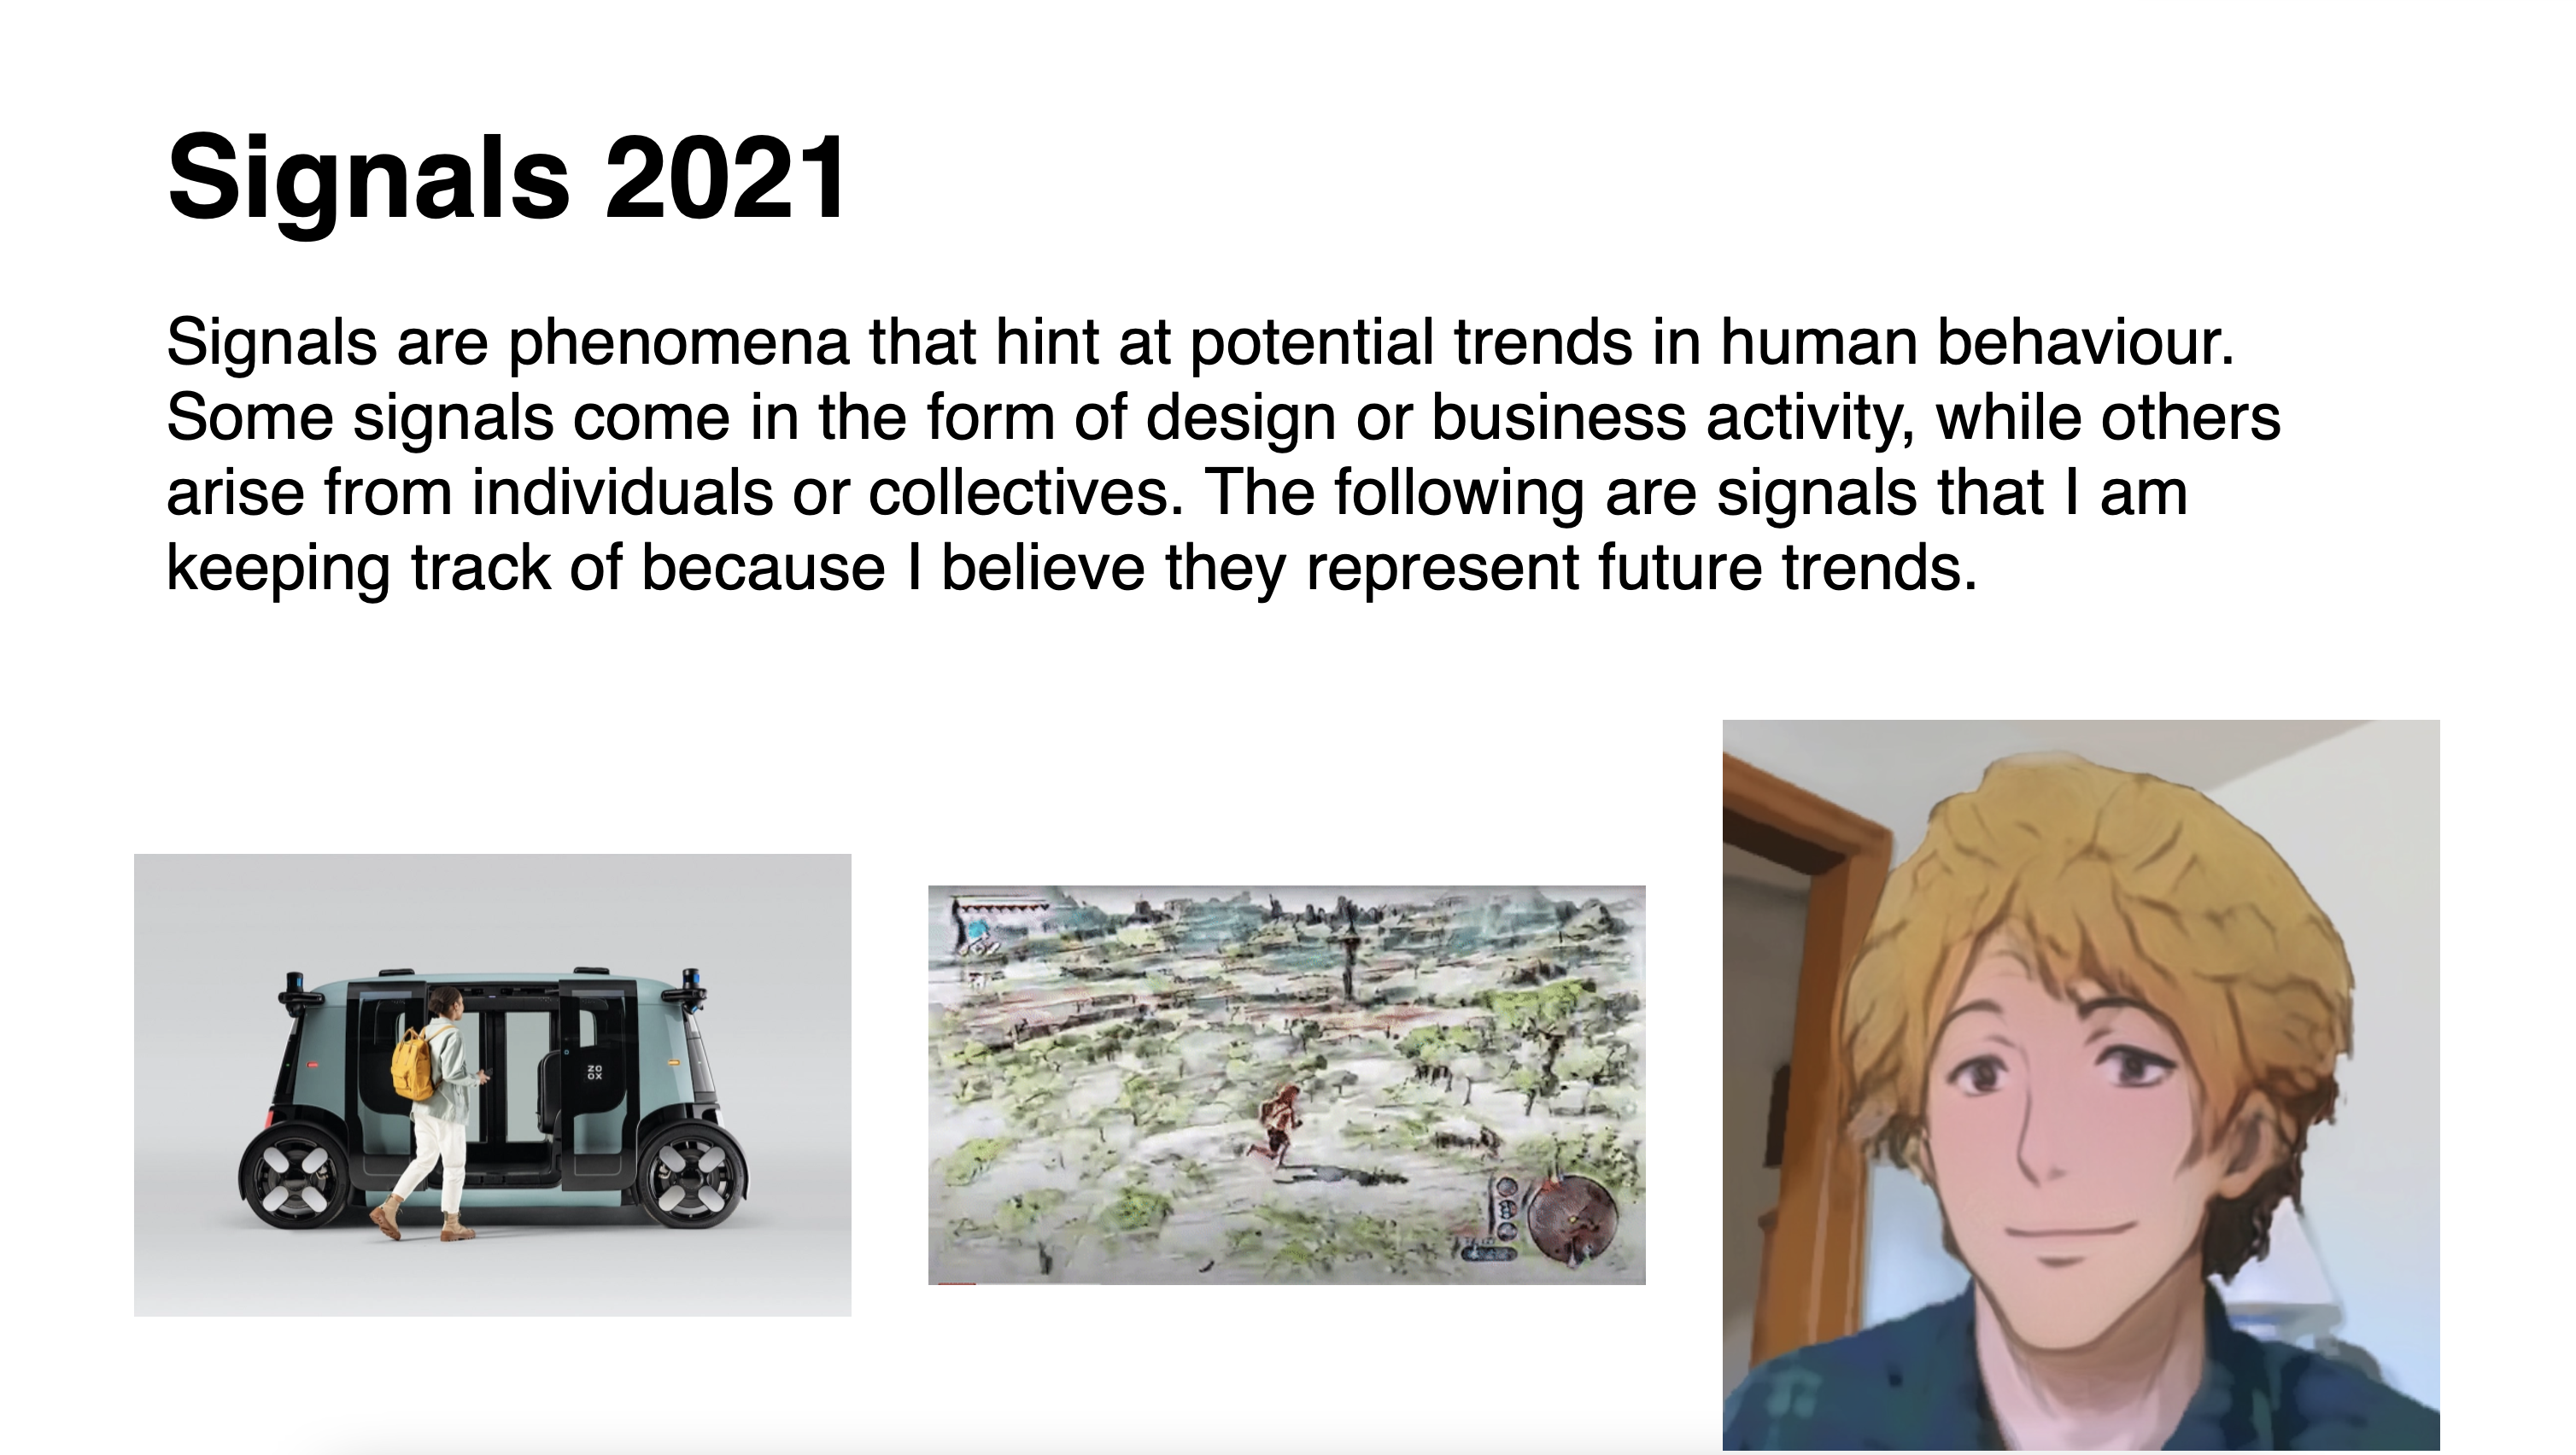 Signals 2021
Signals are phenomena that hint at potential trends in human behaviour.
Some signals come in the form of design or business activity, while others
arise from individuals or collectives. The following are signals that I am
keeping track of because I believe they represent future trends.
ZO
OX